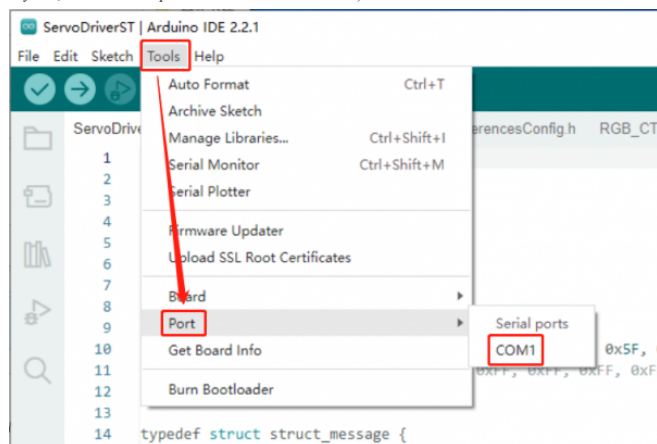 ServoDriverST | Arduino IDE 2.2.1
File Edit Sketch Tools Help
Auto Format Ctrl+T
Archive Sketch
ServoDrive
Manage Libraries... Ctrl+Shift+I
erencesConfig.h RGB_CT
Serial Monitor Ctrl+Shift+M
Serial Plotter
Firmware Updater
Upload SSL Root Certificates
Board
Port
Serial ports
COM1
Get Board Info
Burn Bootloader
1
2
3
4
5
6
7
8
9
10 0x5F,
11 0xFF, 0xFF, 0xFF, 0xF
12
13
14 typedef struct struct_message {